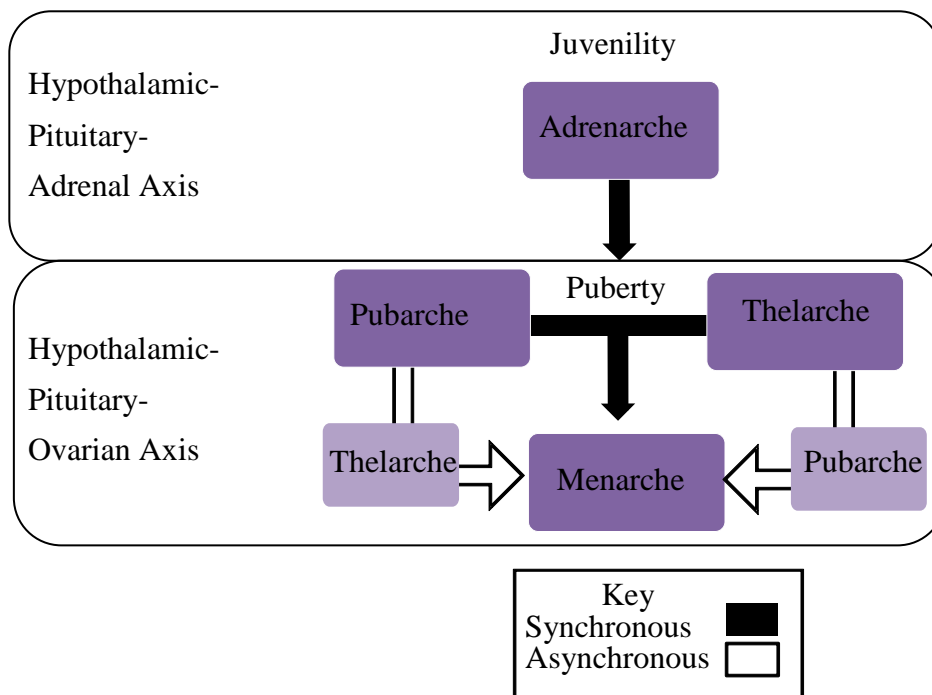 Juvenility
Hypothalamic-
Pituitary-
Adrenal Axis
Adrenarche
Puberty
Pubarche
Thelarche
Hypothalamic-
Pituitary-
Ovarian Axis
Thelarche
Menarche
Pubarche
Key
Synchronous
Asynchronous